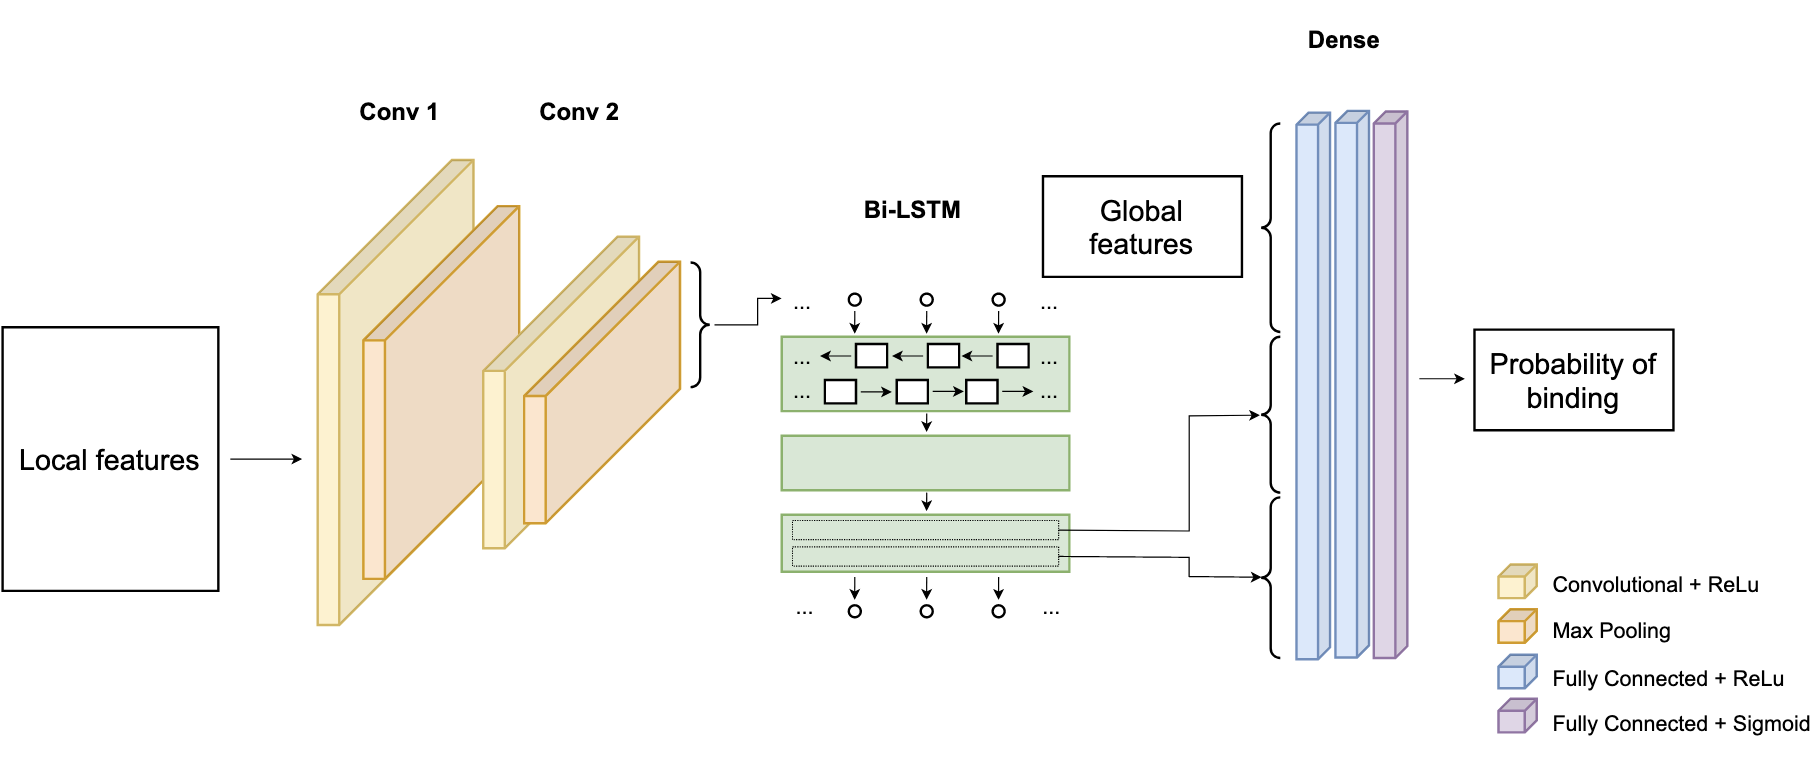 Dense
Conv 1
Conv 2
Bi-LSTM
Global
features
Local features
...
...
...
...
...
...
...
...
Probability of
binding
Convolutional + ReLu
Max Pooling
Fully Connected + ReLu
Fully Connected + Sigmoid